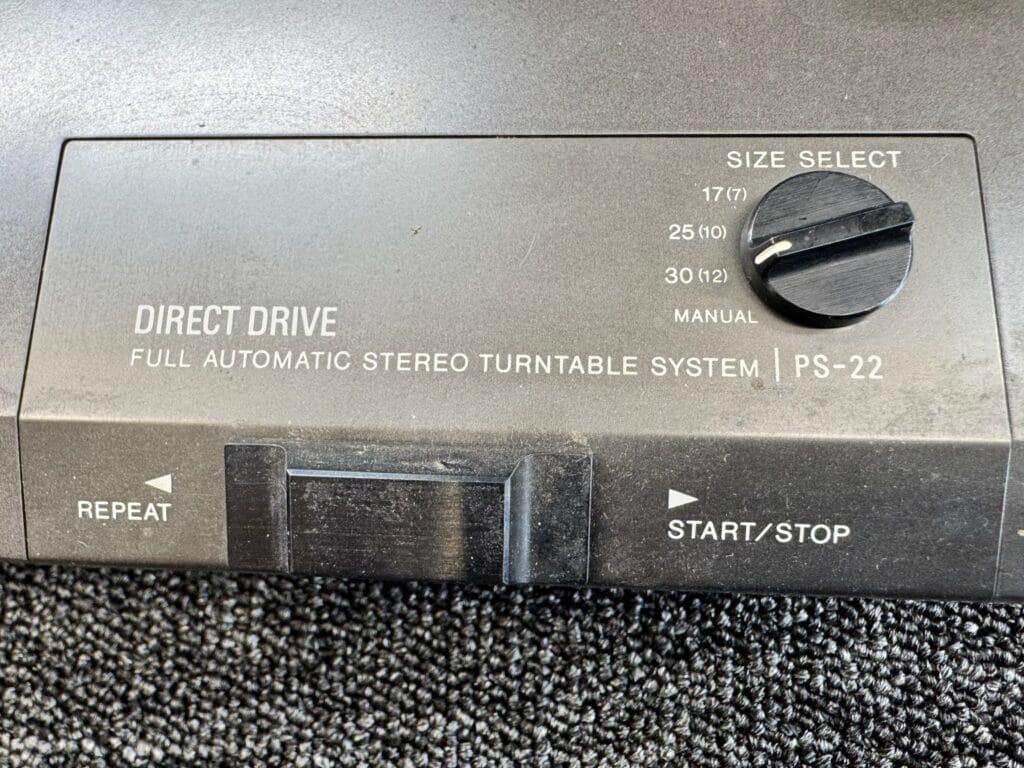 SIZE SELECT
17(7)
25(10)
30(12)
MANUAL
DIRECT DRIVE
FULL AUTOMATIC STEREO TURNTABLE SYSTEM | PS-22
◀
REPEAT
▶
START/STOP